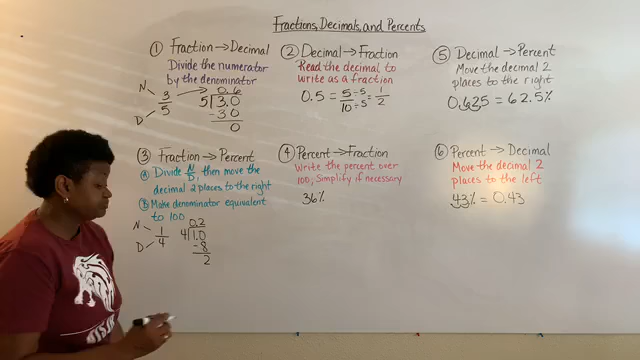 Fractions, Decimals, and Percents
① Fraction → Decimal
Divide the numerator
by the denominator
N
D
3/5
0.6
5 | 3.0
-30
0
② Decimal → Fraction
Read the decimal to
write as a fraction
0.5 = 5/10 ÷5/÷5 = 1/2
③ Fraction → Percent
ⓐ Divide N/D, then move the
decimal 2 places to the right
ⓑ Make denominator equivalent
to 100
N
D
1/4
0.2
4 | 1.0
-8
2
④ Percent → Fraction
Write the percent over
100; Simplify if necessary
36%
⑤ Decimal → Percent
Move the decimal 2
places to the right
0.625 = 62.5%
⑥ Percent → Decimal
Move the decimal 2
places to the left
43% = 0.43